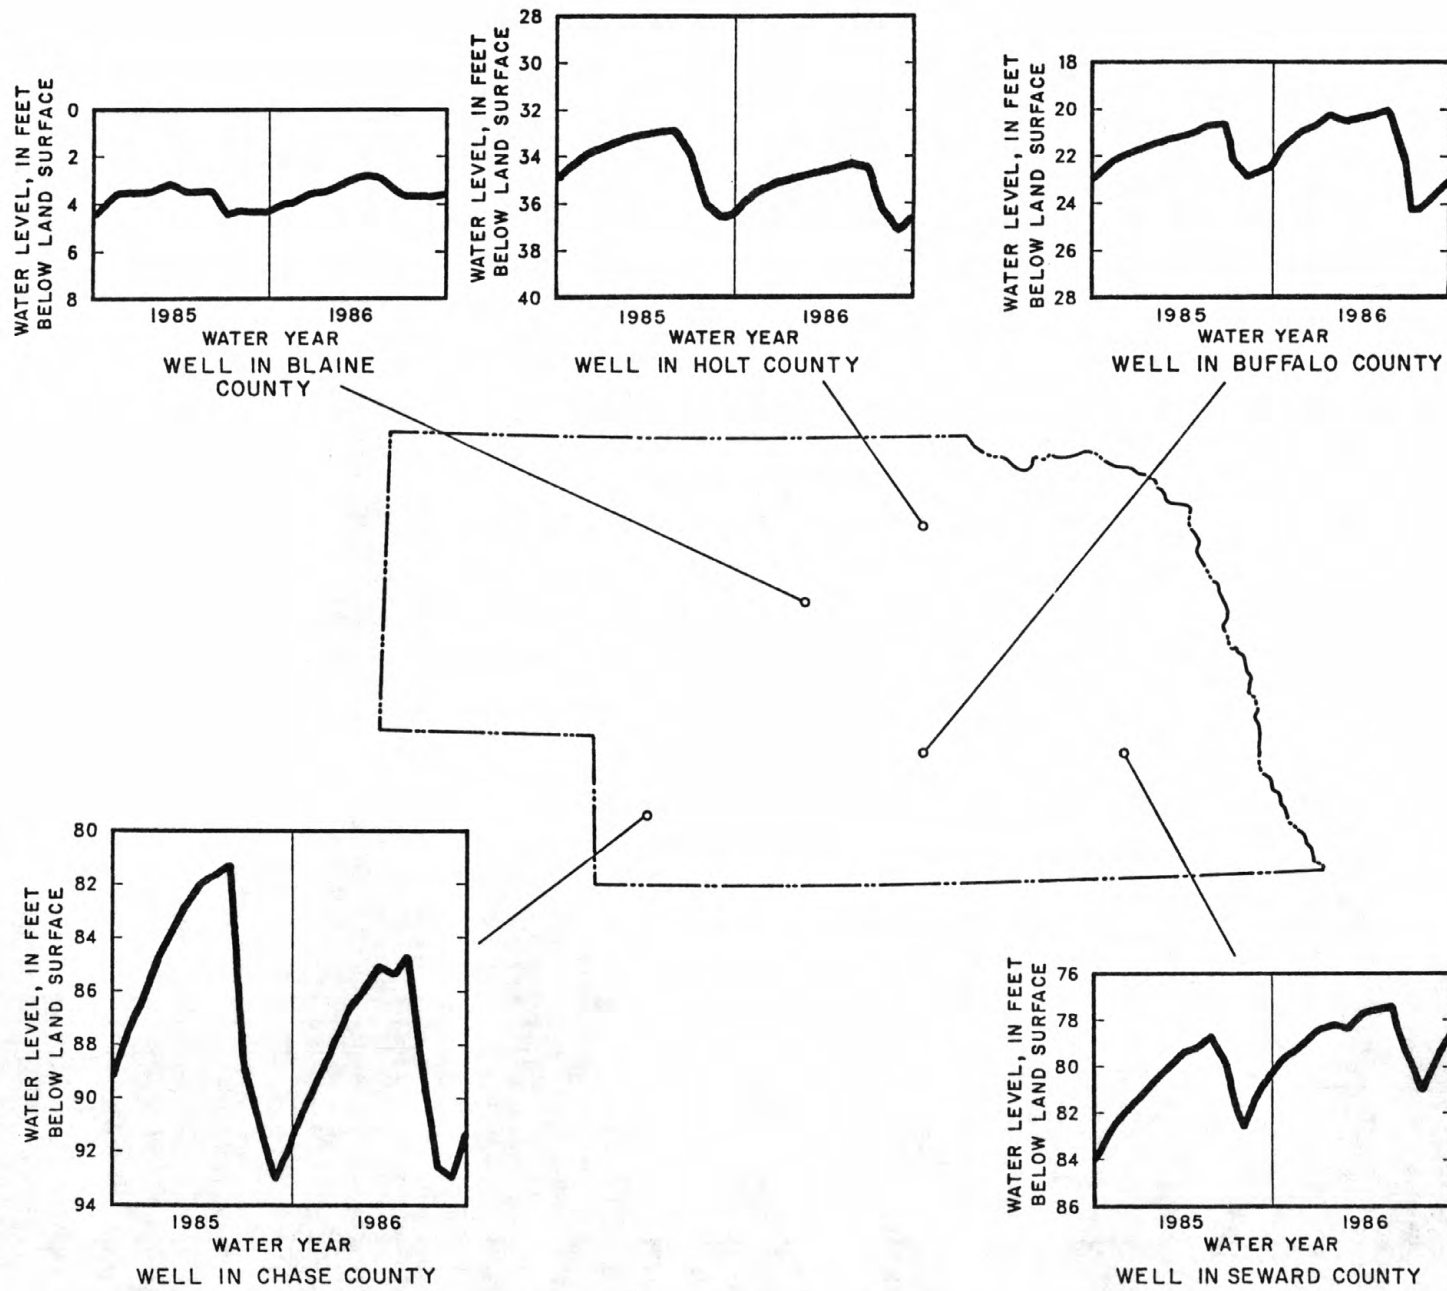 WATER LEVEL, IN FEET
BELOW LAND SURFACE
0
2
4
6
8
1985
1986
WATER YEAR
WELL IN BLAINE
COUNTY
WATER LEVEL, IN FEET
BELOW LAND SURFACE
28
30
32
34
36
38
40
1985
1986
WATER YEAR
WELL IN HOLT COUNTY
WATER LEVEL, IN FEET
BELOW LAND SURFACE
18
20
22
24
26
28
1985
1986
WATER YEAR
WELL IN BUFFALO COUNTY
WATER LEVEL, IN FEET
BELOW LAND SURFACE
80
82
84
86
88
90
92
94
1985
1986
WATER YEAR
WELL IN CHASE COUNTY
WATER LEVEL, IN FEET
BELOW LAND SURFACE
76
78
80
82
84
86
1985
1986
WATER YEAR
WELL IN SEWARD COUNTY